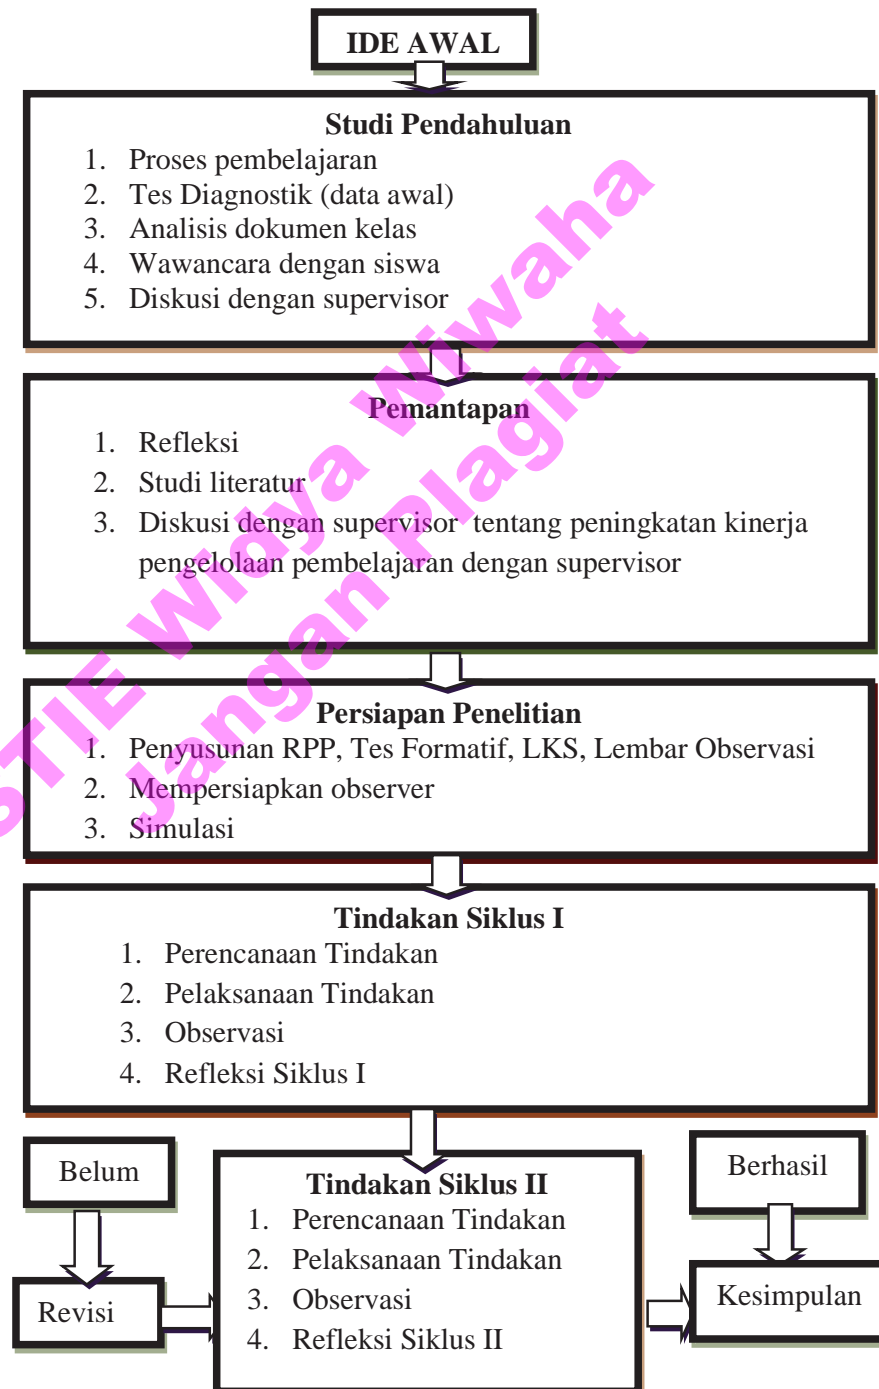 IDE AWAL
Studi Pendahuluan
1. Proses pembelajaran
2. Tes Diagnostik (data awal)
3. Analisis dokumen kelas
4. Wawancara dengan siswa
5. Diskusi dengan supervisor
Pemantapan
1. Refleksi
2. Studi literatur
3. Diskusi dengan supervisor tentang peningkatan kinerja
pengelolaan pembelajaran dengan supervisor
Persiapan Penelitian
1. Penyusunan RPP, Tes Formatif, LKS, Lembar Observasi
2. Mempersiapkan observer
3. Simulasi
Tindakan Siklus I
1. Perencanaan Tindakan
2. Pelaksanaan Tindakan
3. Observasi
4. Refleksi Siklus I
Belum
Berhasil
Tindakan Siklus II
1. Perencanaan Tindakan
2. Pelaksanaan Tindakan
3. Observasi
4. Refleksi Siklus II
Revisi
Kesimpulan
STIE Widya Wiwaha
Jangan Plagiat